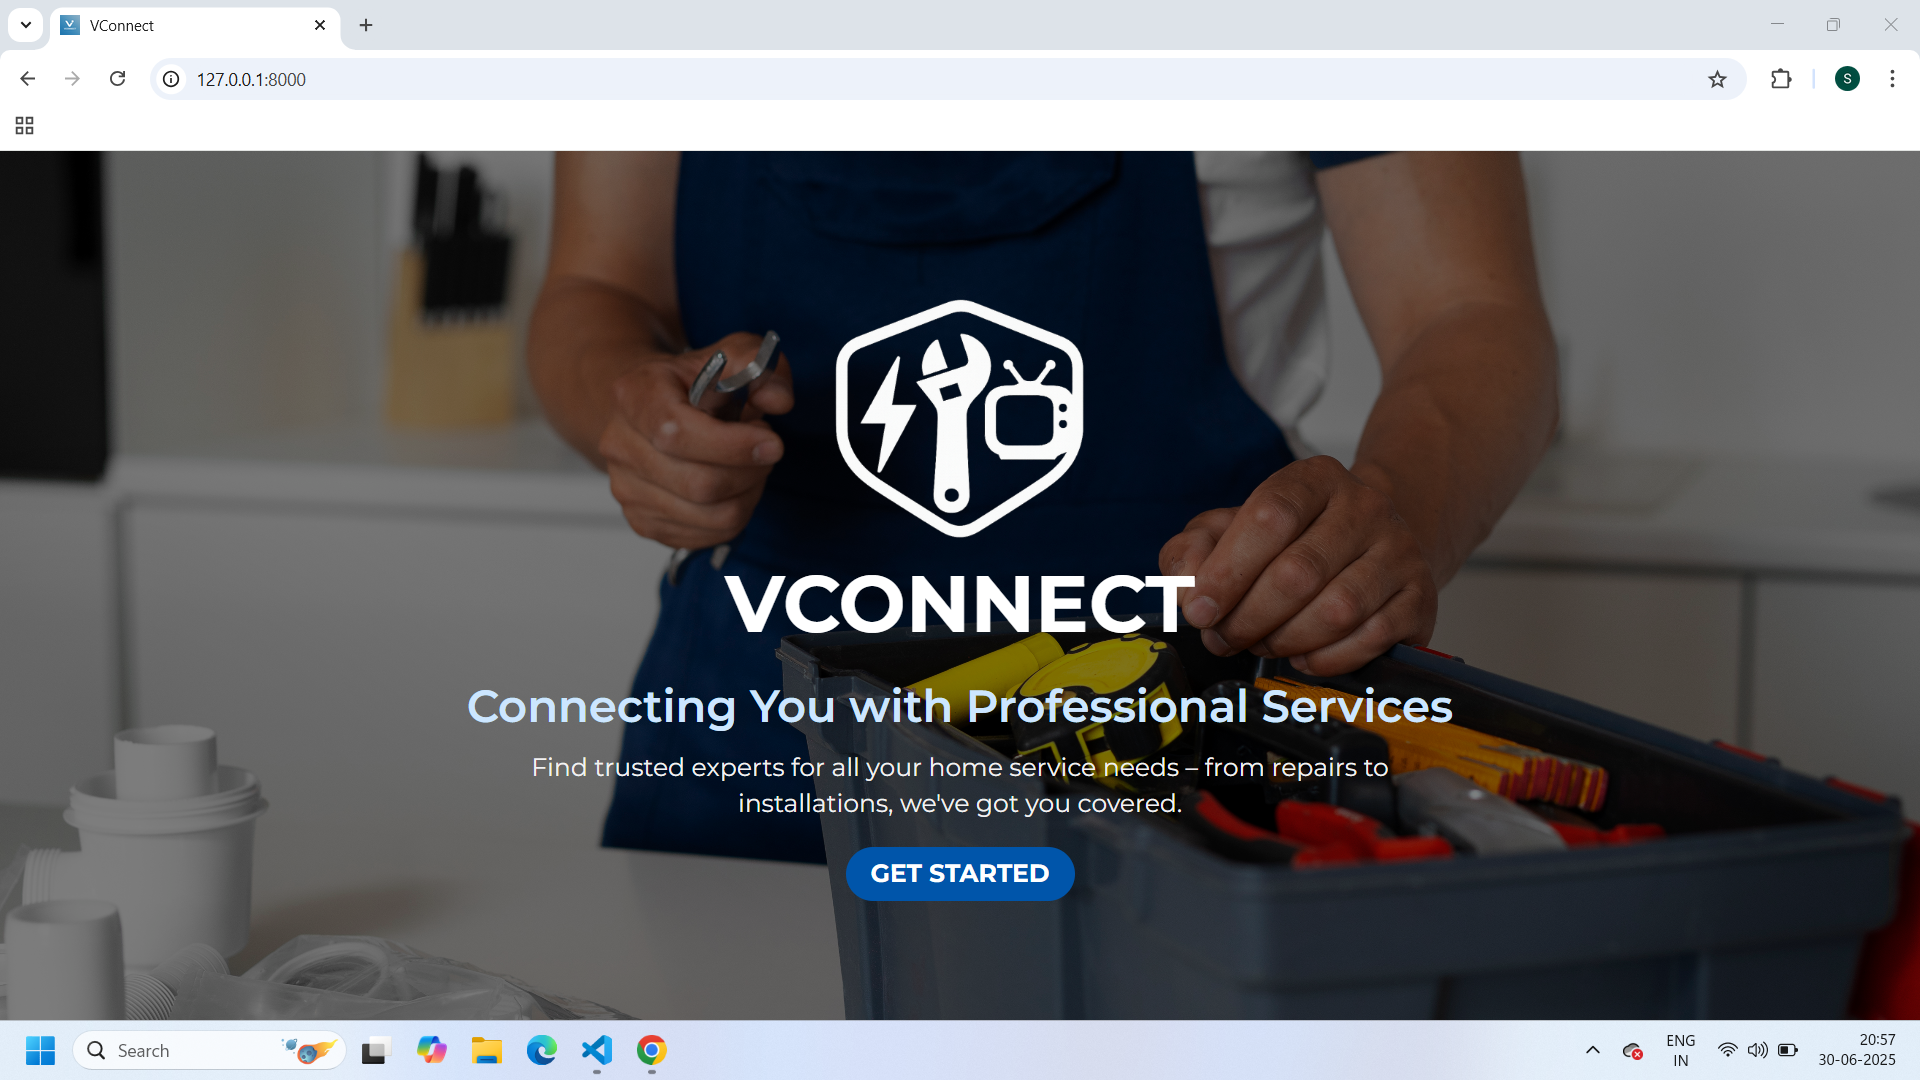 VConnect
127.0.0.1:8000
S
VCONNECT
Connecting You with Professional Services
Find trusted experts for all your home service needs – from repairs to
installations, we've got you covered.
GET STARTED
Search
ENG
IN
20:57
30-06-2025